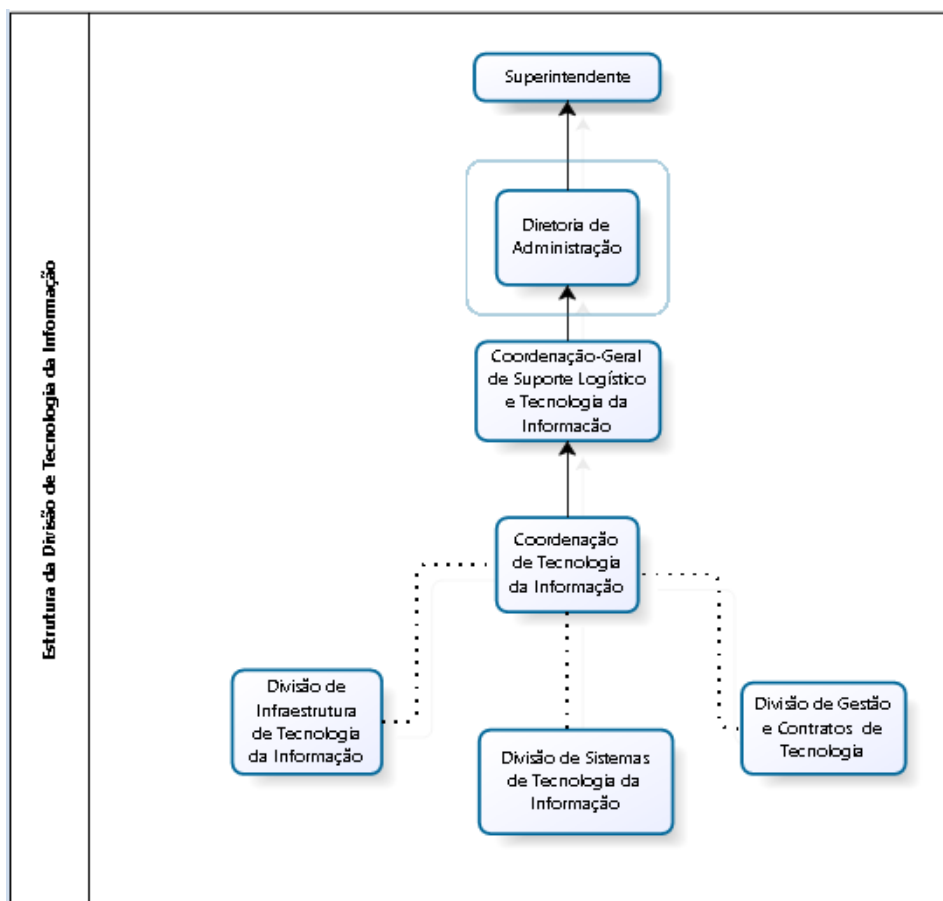 Estrutura da Divisão de Tecnologia da Informação
Superintendente
Diretoria de
Administração
Coordenação-Geral
de Suporte Logístico
e Tecnologia da
Informacão
Coordenação
de Tecnologia
da Informação
Divisão de
Infraestrutura
de Tecnologia
da Informação
Divisão de Sistemas
de Tecnologia da
Informação
Divisão de Gestão
e Contratos de
Tecnologia